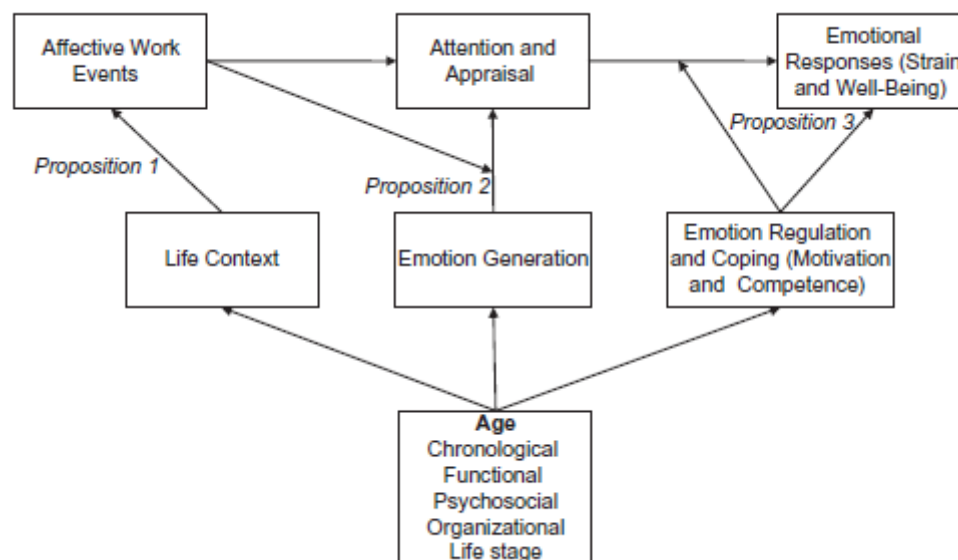 Affective Work
Events
Attention and
Appraisal
Emotional
Responses (Strain
and Well-Being)
Proposition 1
Proposition 2
Proposition 3
Life Context
Emotion Generation
Emotion Regulation
and Coping (Motivation
and Competence)
Age
Chronological
Functional
Psychosocial
Organizational
Life stage